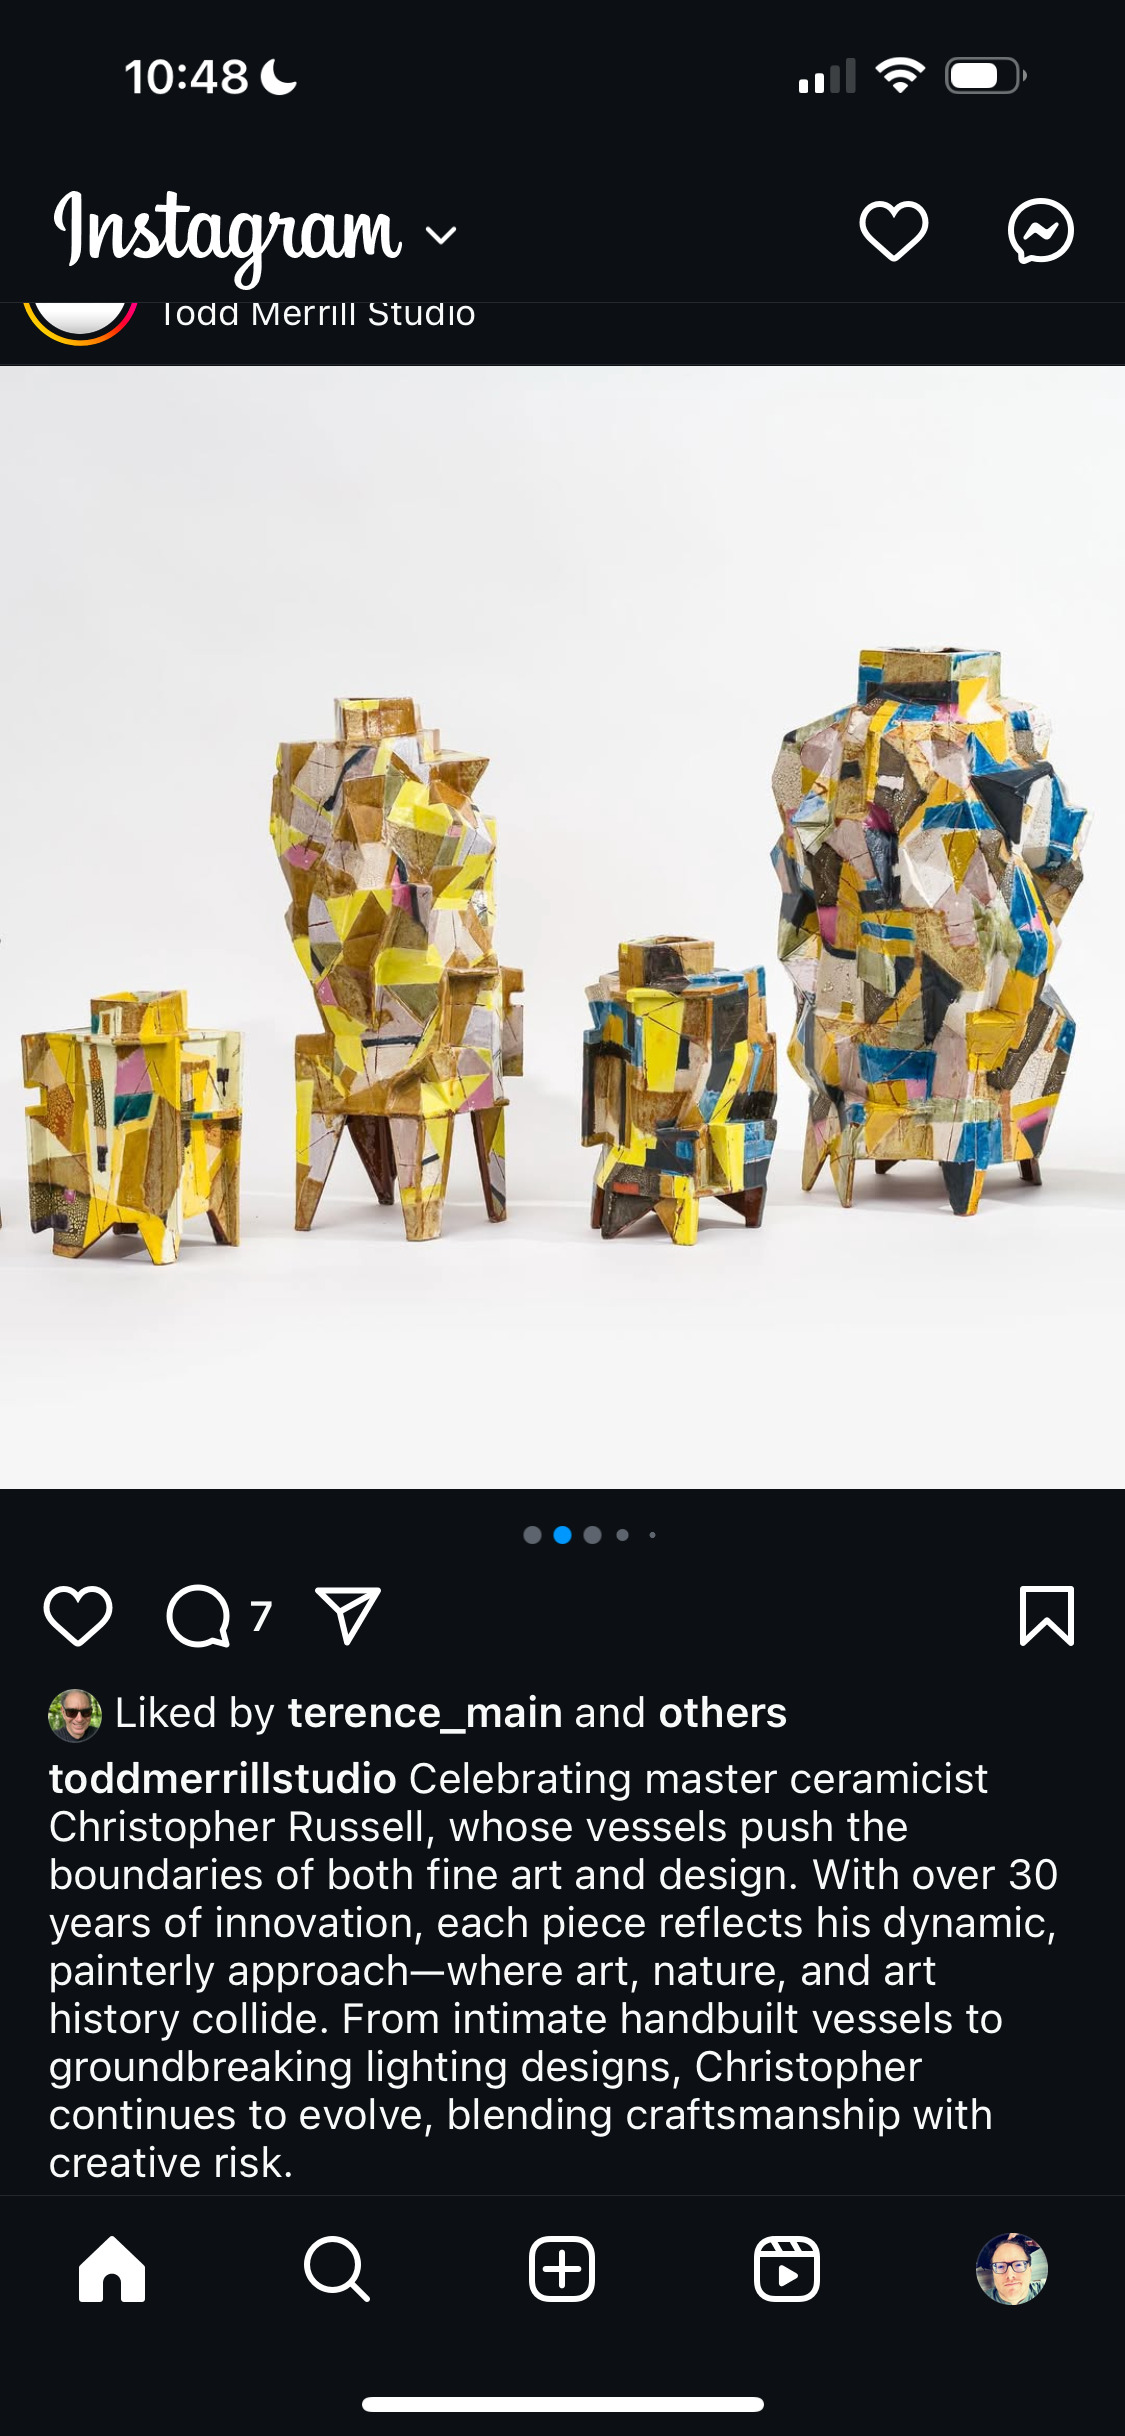 10:48
Instagram
Todd Merrill Studio
7
Liked by terence_main and others
toddmerrillstudio Celebrating master ceramicist
Christopher Russell, whose vessels push the
boundaries of both fine art and design. With over 30
years of innovation, each piece reflects his dynamic,
painterly approach—where art, nature, and art
history collide. From intimate handbuilt vessels to
groundbreaking lighting designs, Christopher
continues to evolve, blending craftsmanship with
creative risk.